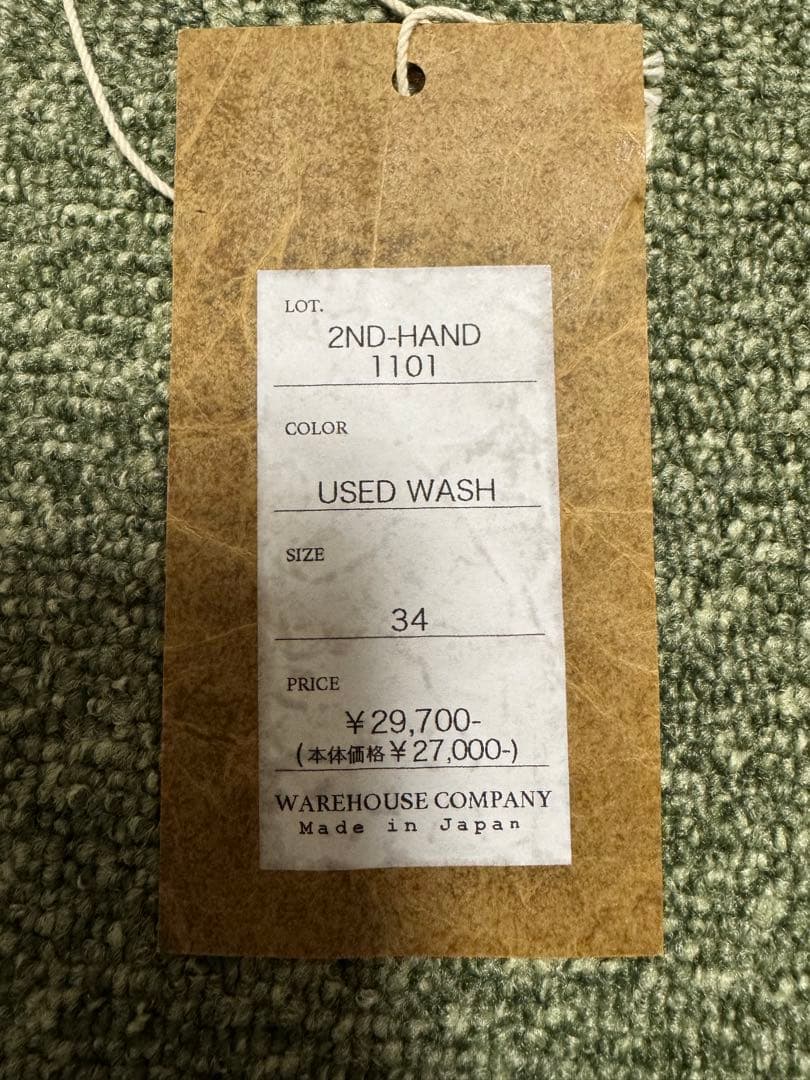 LOT.
2ND-HAND
1101
COLOR
USED WASH
SIZE
34
PRICE
￥29,700-
(本体価格￥27,000-)
WAREHOUSE COMPANY
Made in Japan